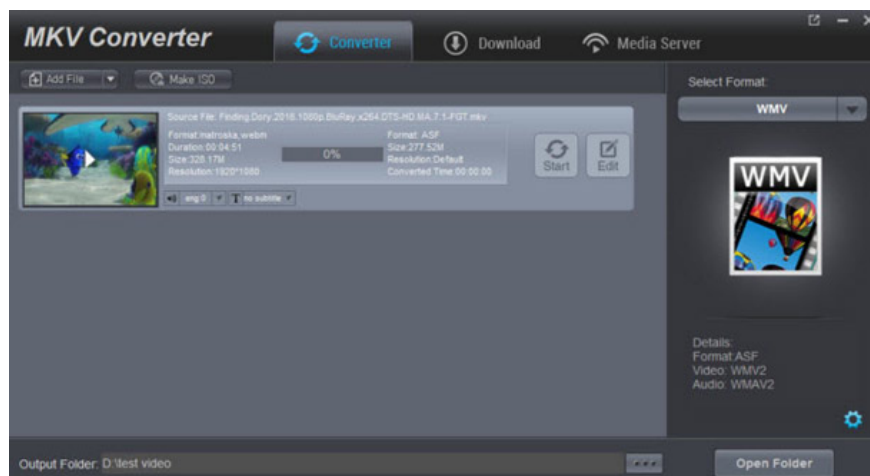 MKV Converter
Converter
Download
Media Server
Add File
Make ISO
Select Format:
WMV
Source File: Finding.Dory.2016.1080p.BluRay.x264.DTS-HD.MA.7.1-FGT.mkv
Format:matroska,webm
Duration:00:04:51
Size:328.17M
Resolution:1920*1080
0%
Format: ASF
Size:277.52M
Resolution:Default
Converted Time:00:00:00
Start
Edit
eng:0
no subtitle
WMV
Details:
Format:ASF
Video: WMV2
Audio: WMAV2
Output Folder: D:\test video
Open Folder